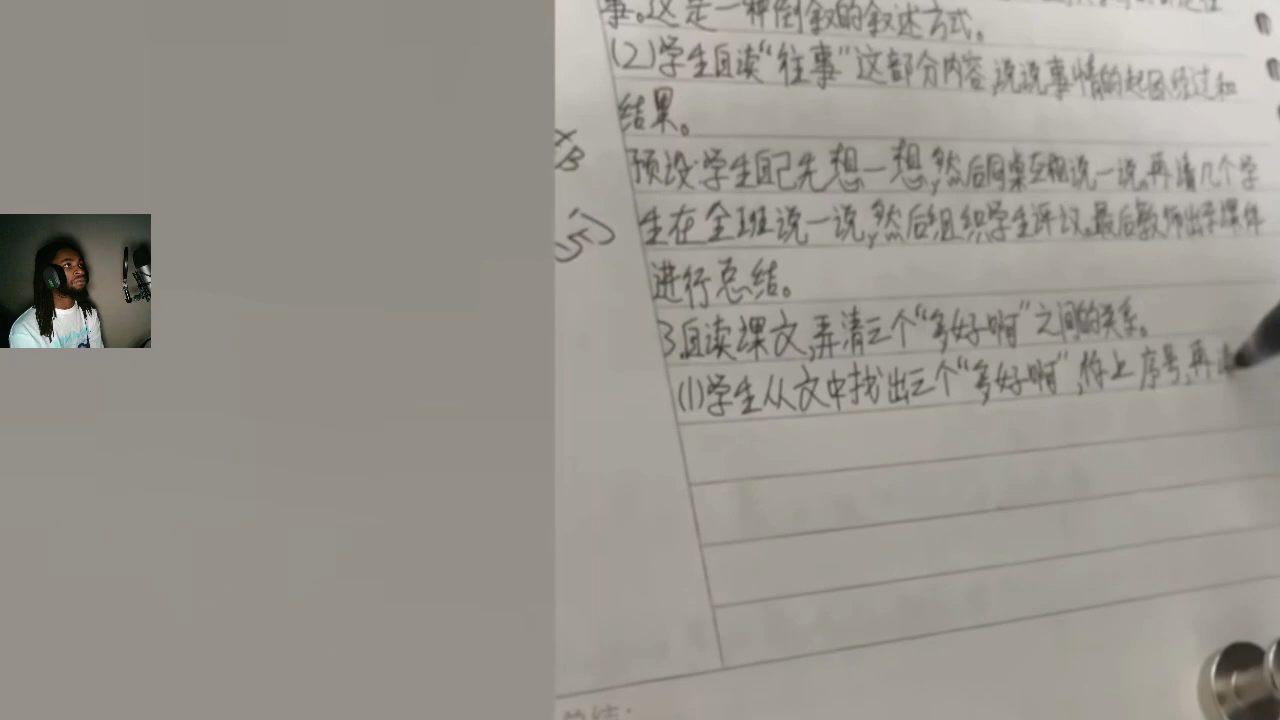 事。这是一种倒叙的叙述方式。
(2)学生自读“往事”这部分内容,说说事情的起因经过和
结果。
预设:学生自己先想一想,然后同桌互相说一说,再请几个学
生在全班说一说,然后组织学生评议。最后教师出示课件
进行总结。
3.自读课文,弄清三个“多好啊”之间的关系。
(1)学生从文中找出三个“多好啊”,标上序号,再
总结: